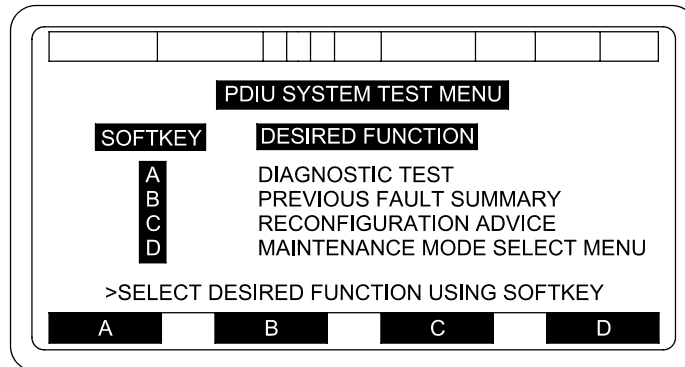 PDIU SYSTEM TEST MENU
SOFTKEY DESIRED FUNCTION
A DIAGNOSTIC TEST
B PREVIOUS FAULT SUMMARY
C RECONFIGURATION ADVICE
D MAINTENANCE MODE SELECT MENU
>SELECT DESIRED FUNCTION USING SOFTKEY
A B C D